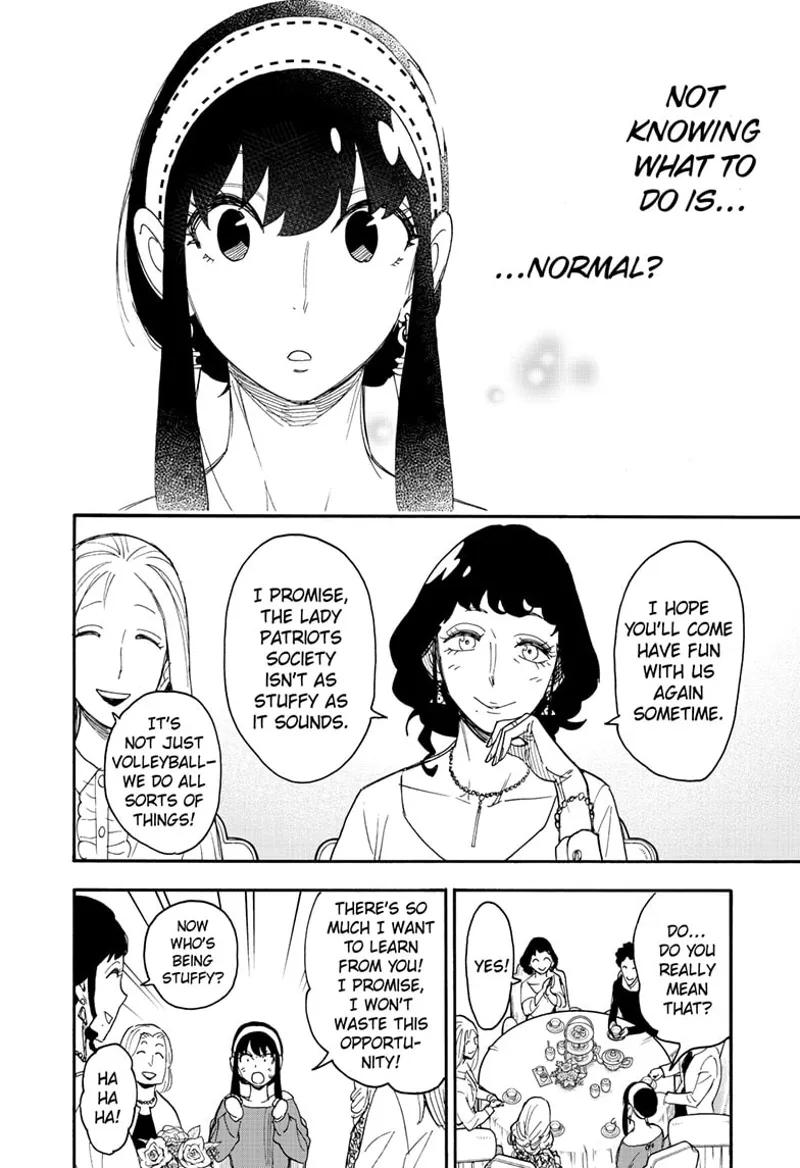 NOT
KNOWING
WHAT TO
DO IS...
...NORMAL?
I HOPE
YOU'LL COME
HAVE FUN
WITH US
AGAIN
SOMETIME.
I PROMISE,
THE LADY
PATRIOTS
SOCIETY
ISN'T AS
STUFFY AS
IT SOUNDS.
IT'S
NOT JUST
VOLLEYBALL—
WE DO ALL
SORTS OF
THINGS!
DO...
DO YOU
REALLY
MEAN
THAT?
YES!
THERE'S SO
MUCH I WANT
TO LEARN
FROM YOU!
I PROMISE,
I WON'T
WASTE THIS
OPPORTU-
NITY!
NOW
WHO'S
BEING
STUFFY?
HA
HA
HA!